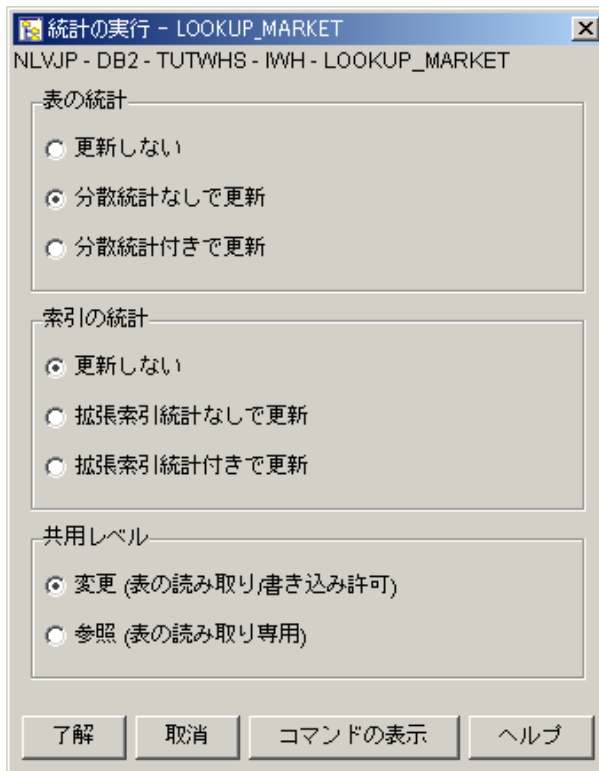 統計の実行 - LOOKUP_MARKET
NLVJP - DB2 - TUTWHS - IWH - LOOKUP_MARKET
表の統計
更新しない
分散統計なしで更新
分散統計付きで更新
索引の統計
更新しない
拡張索引統計なしで更新
拡張索引統計付きで更新
共用レベル
変更 (表の読み取り/書き込み許可)
参照 (表の読み取り専用)
了解 取消 コマンドの表示 ヘルプ